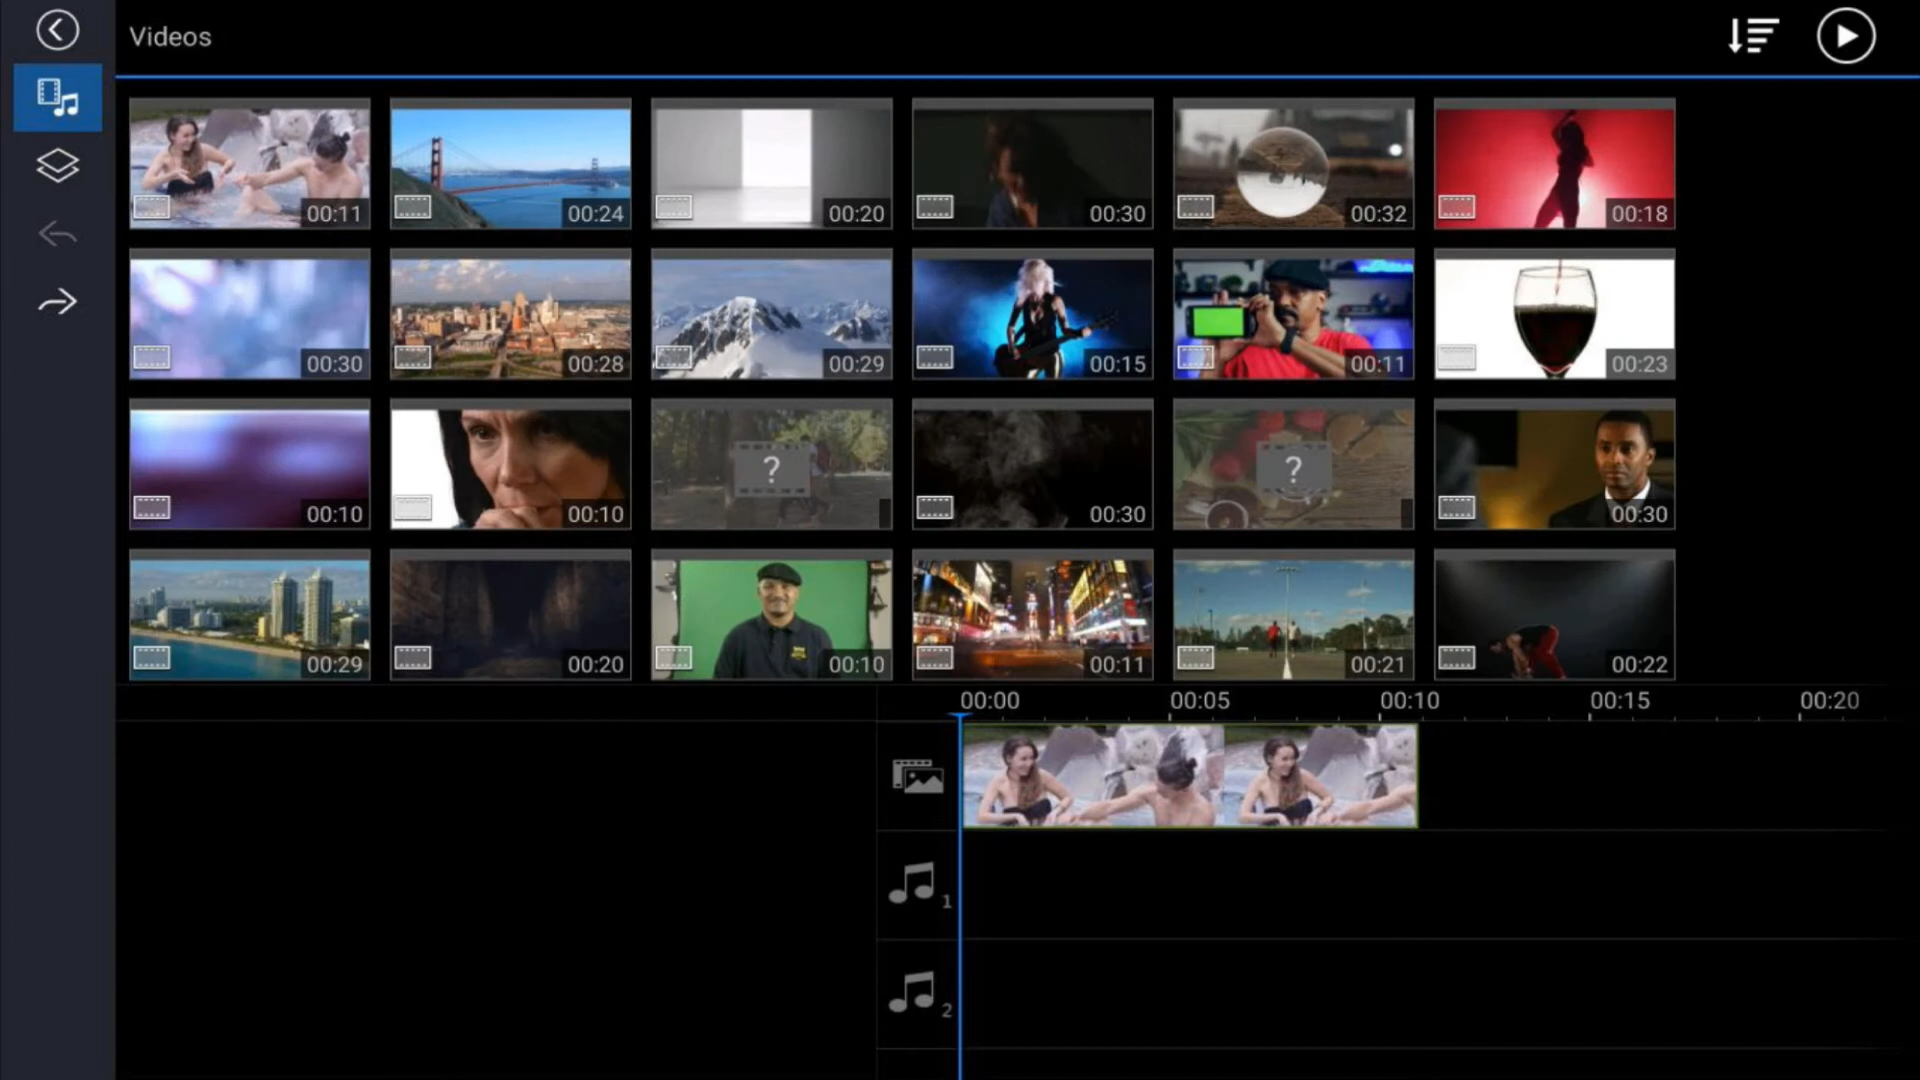 Videos
00:11 00:24 00:20 00:30 00:32 00:18
00:30 00:28 00:29 00:15 00:11 00:23
00:10 00:10 ? 00:30 ? 00:30
00:29 00:20 00:10 00:11 00:21 00:22
00:00 00:05 00:10 00:15 00:20
1
2